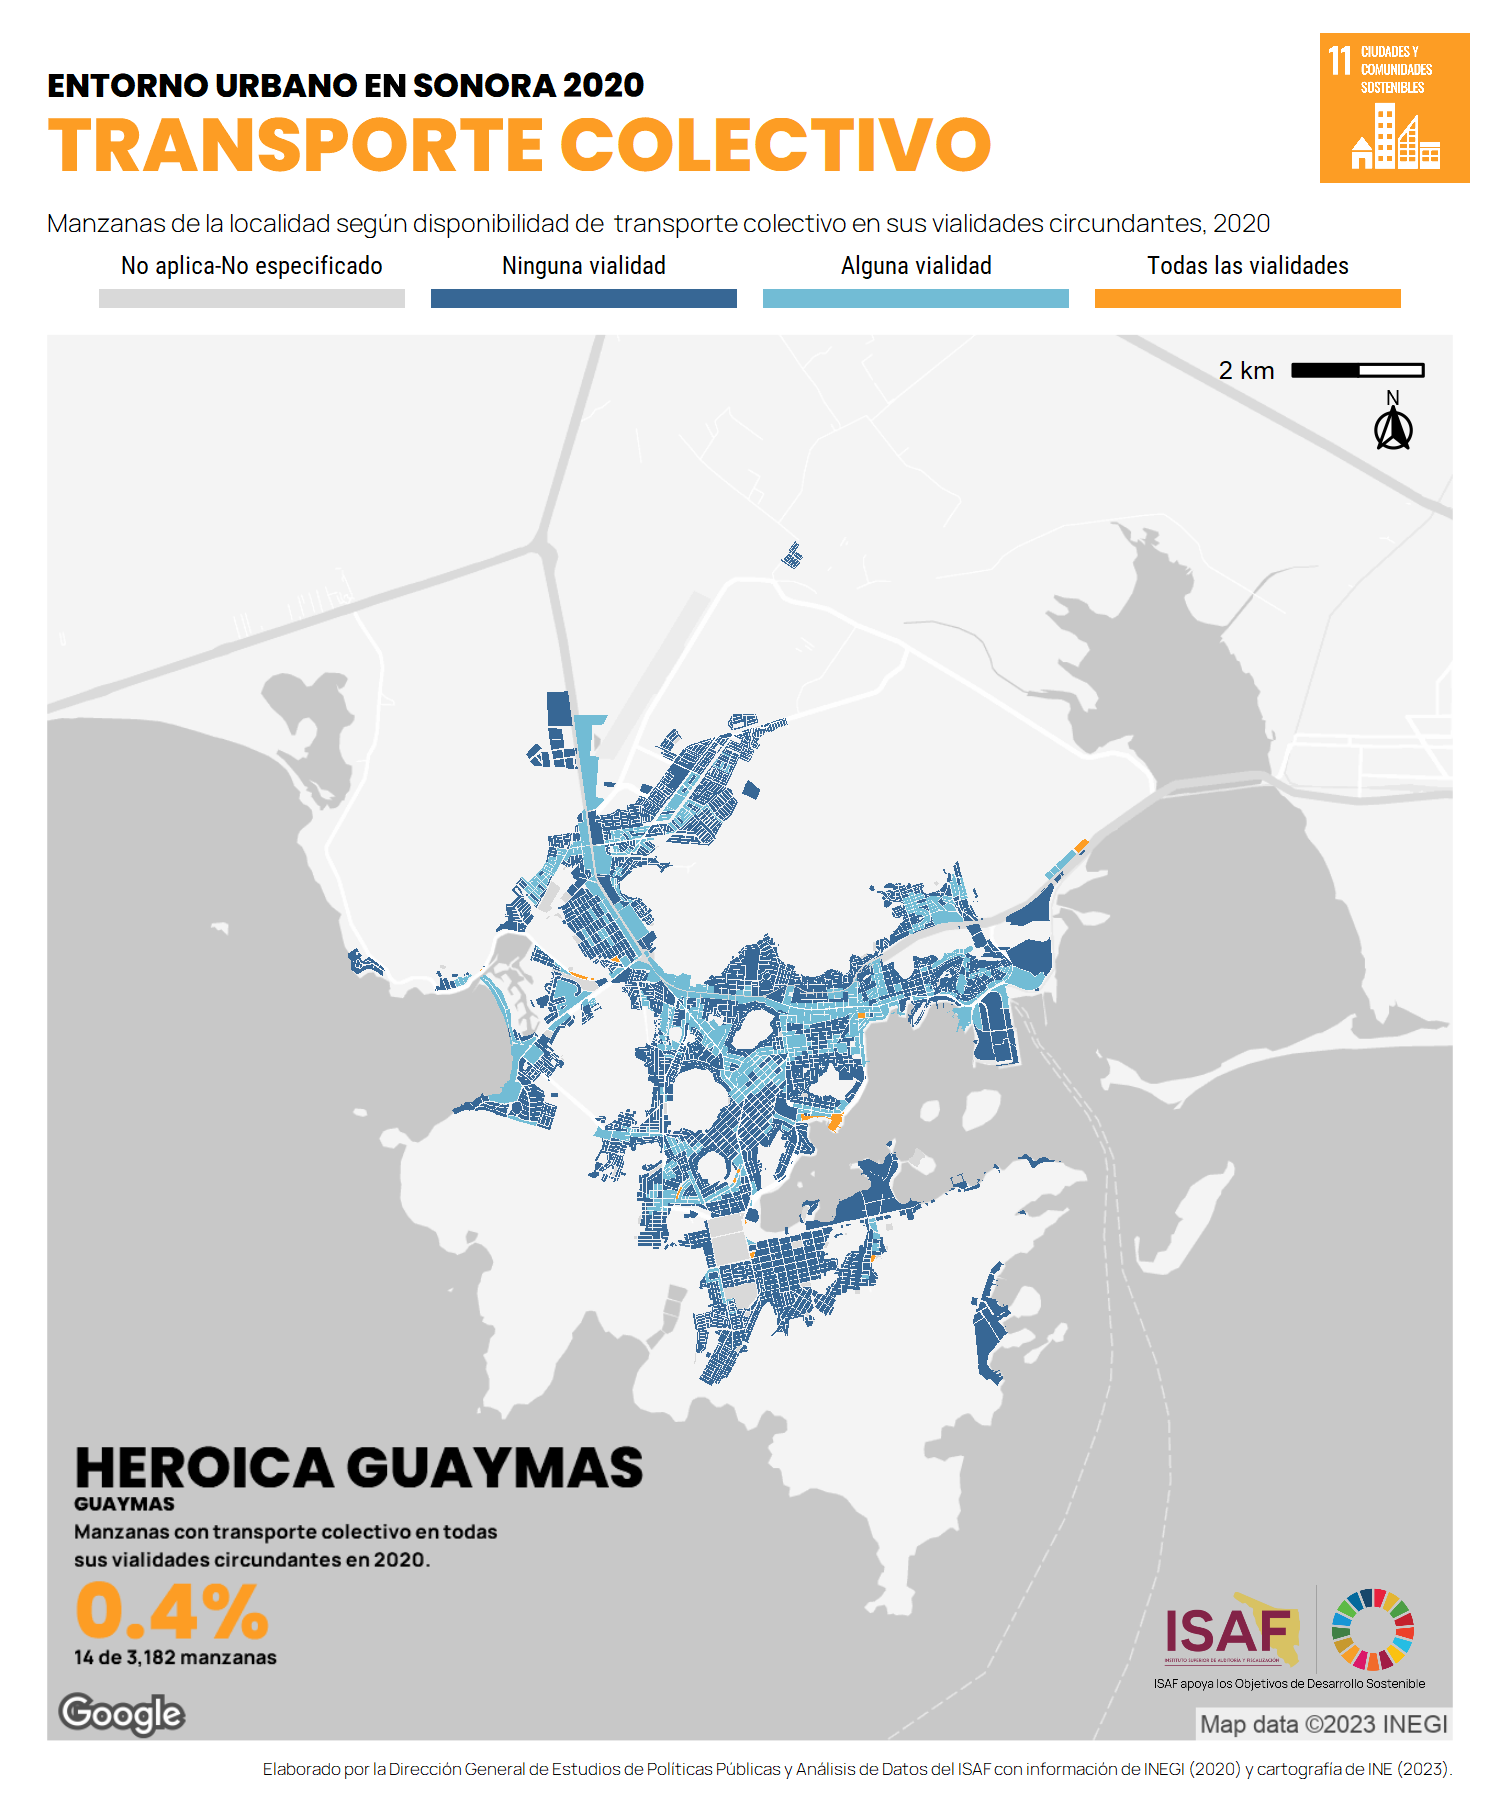 11 CIUDADES Y
COMUNIDADES
SOSTENIBLES
ENTORNO URBANO EN SONORA 2020
TRANSPORTE COLECTIVO
Manzanas de la localidad según disponibilidad de transporte colectivo en sus vialidades circundantes, 2020
No aplica-No especificado
Ninguna vialidad
Alguna vialidad
Todas las vialidades
2 km
N
HEROICA GUAYMAS
GUAYMAS
Manzanas con transporte colectivo en todas
sus vialidades circundantes en 2020.
0.4%
14 de 3,182 manzanas
ISAF
INSTITUTO SUPERIOR DE AUDITORÍA Y FISCALIZACIÓN
ISAF apoya los Objetivos de Desarrollo Sostenible
Google
Map data ©2023 INEGI
Elaborado por la Dirección General de Estudios de Políticas Públicas y Análisis de Datos del ISAF con información de INEGI (2020) y cartografía de INE (2023).